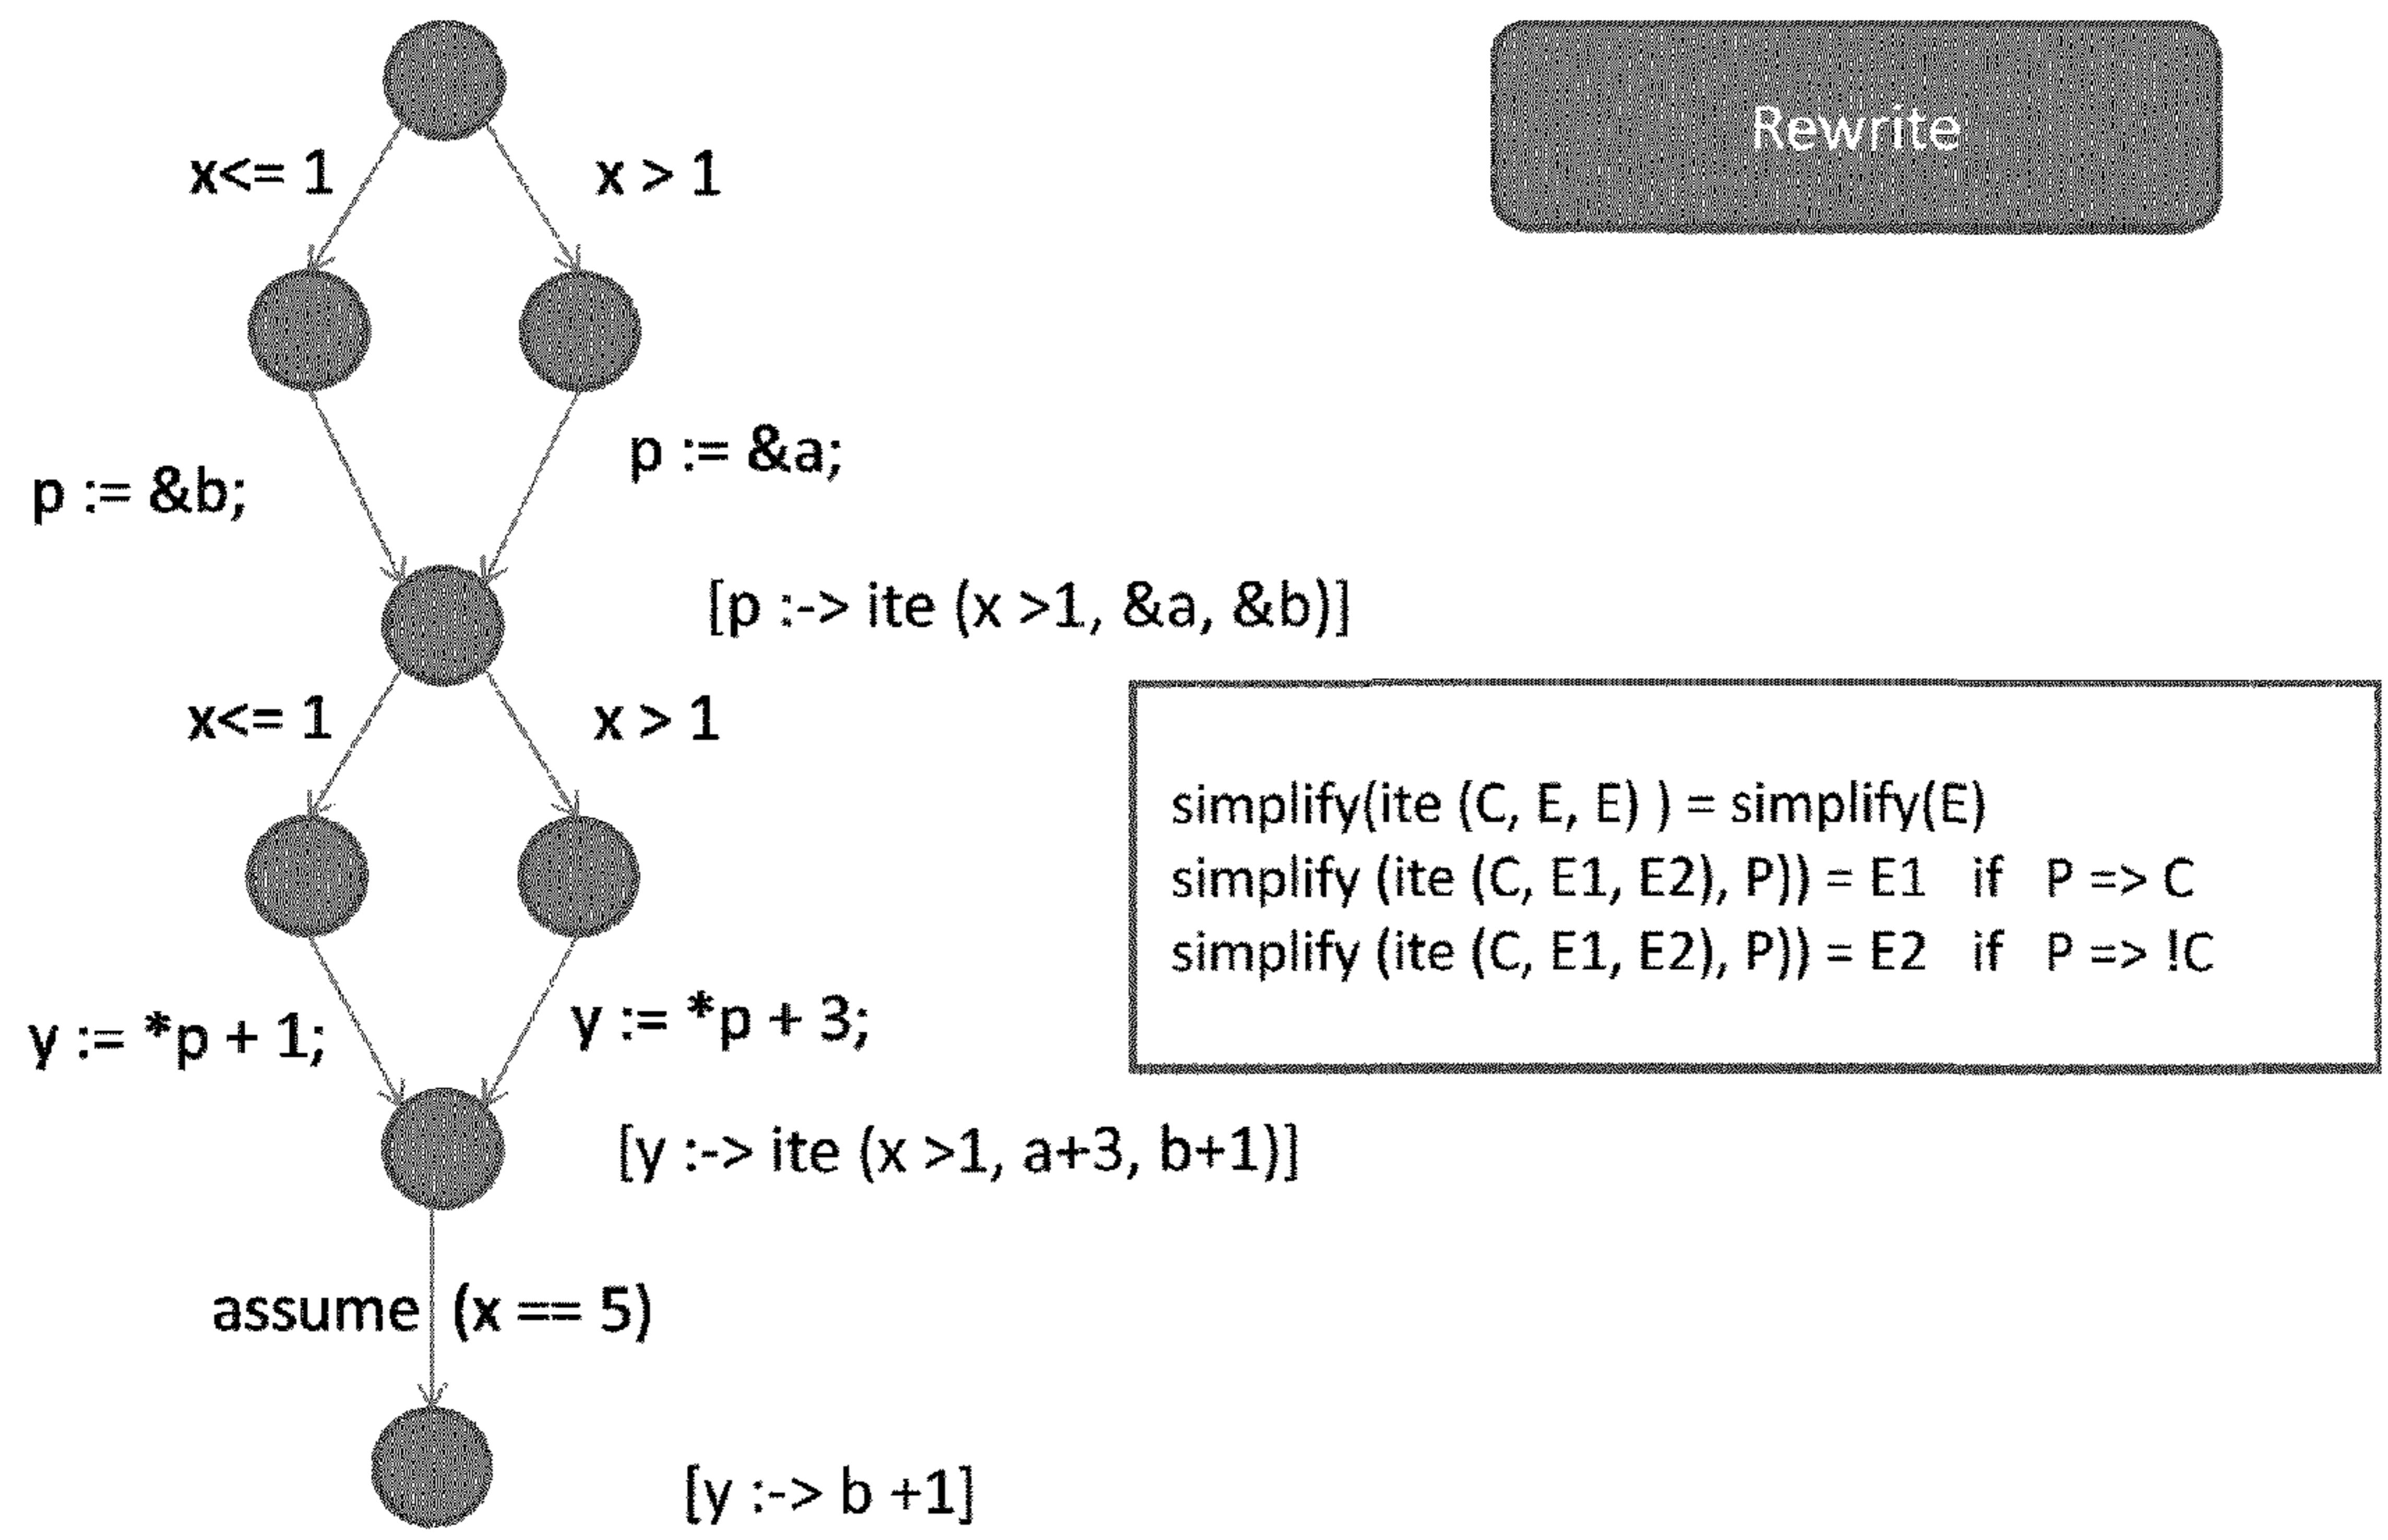 Rewrite
x<= 1
x > 1
p := &b;
p := &a;
[p :-> ite (x >1, &a, &b)]
x<= 1
x > 1
simplify(ite (C, E, E) ) = simplify(E)
simplify (ite (C, E1, E2), P)) = E1 if P => C
simplify (ite (C, E1, E2), P)) = E2 if P => !C
y := *p + 1;
y := *p + 3;
[y :-> ite (x >1, a+3, b+1)]
assume (x == 5)
[y :-> b +1]